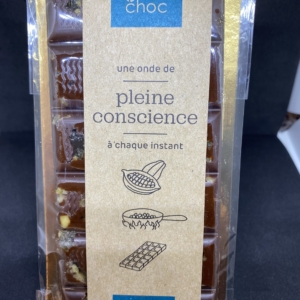 choc
une onde de
pleine
conscience
à chaque instant